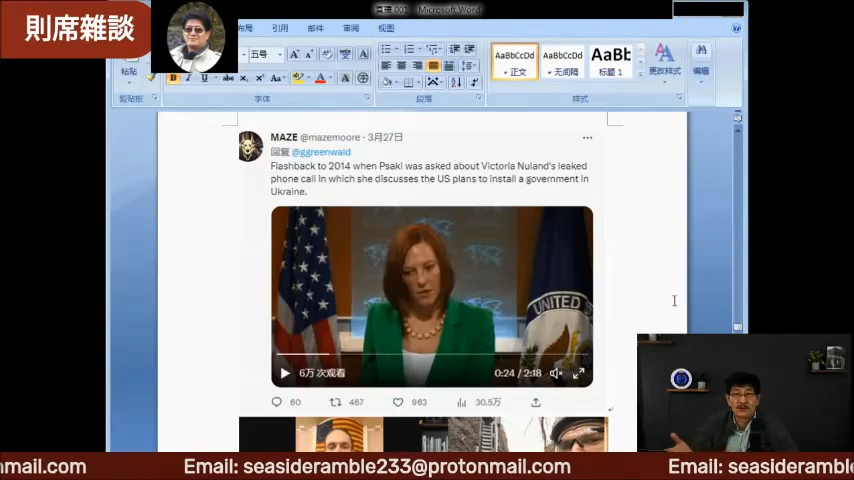 則席雜談
真理 001 - Microsoft Word
布局 引用 邮件 审阅 视图
粘贴
五号
剪贴板
字体
段落
AaBbCcDd AaBbCcDd AaBb
正文 无间隔 标题 1
更改样式
编辑
样式
MAZE @mazemoore · 3月27日
回复 @ggreenwald
Flashback to 2014 when Psaki was asked about Victoria Nuland's leaked
phone call in which she discusses the US plans to install a government in
Ukraine.
UNITED
6万 次观看 0:24 / 2:18
60 467 963 30.5万
nmail.com Email: seasideramble233@protonmail.com Email: seasideramble